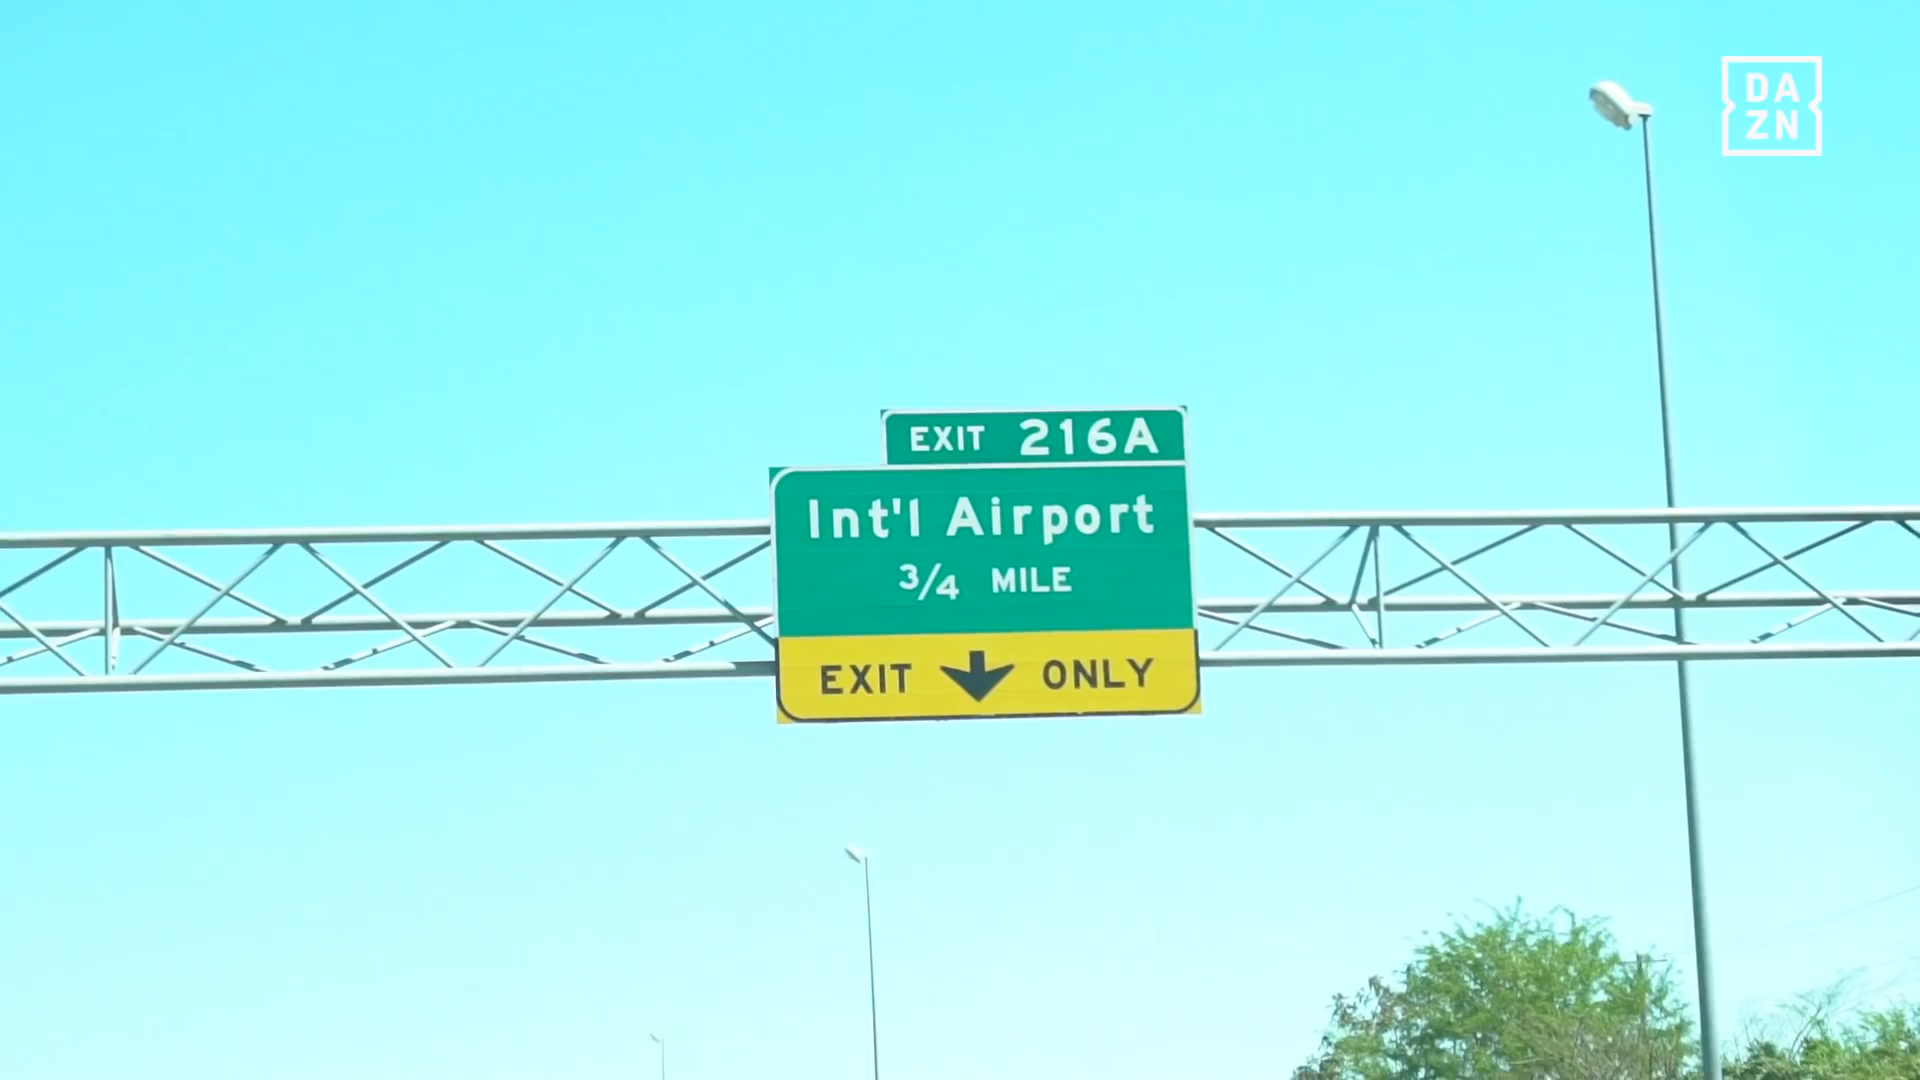 DA
ZN
EXIT 216A
Int'l Airport
3/4 MILE
EXIT ONLY